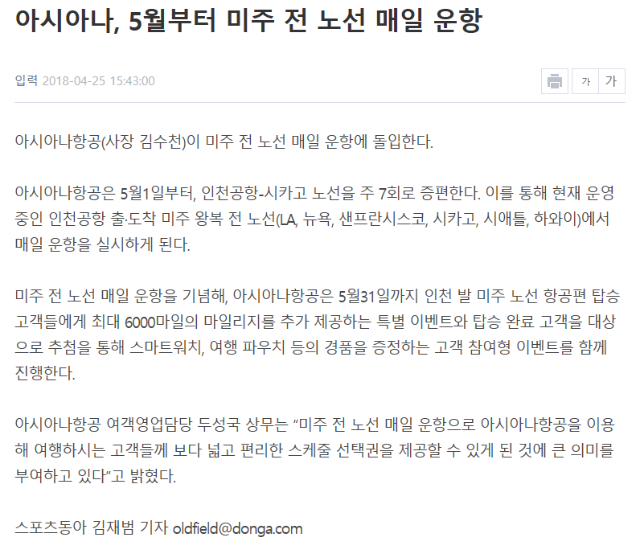 아시아나, 5월부터 미주 전 노선 매일 운항
입력 2018-04-25 15:43:00
가 가
아시아나항공(사장 김수천)이 미주 전 노선 매일 운항에 돌입한다.
아시아나항공은 5월1일부터, 인천공항-시카고 노선을 주 7회로 증편한다. 이를 통해 현재 운영
중인 인천공항 출·도착 미주 왕복 전 노선(LA, 뉴욕, 샌프란시스코, 시카고, 시애틀, 하와이)에서
매일 운항을 실시하게 된다.
미주 전 노선 매일 운항을 기념해, 아시아나항공은 5월31일까지 인천 발 미주 노선 항공편 탑승
고객들에게 최대 6000마일의 마일리지를 추가 제공하는 특별 이벤트와 탑승 완료 고객을 대상
으로 추첨을 통해 스마트워치, 여행 파우치 등의 경품을 증정하는 고객 참여형 이벤트를 함께
진행한다.
아시아나항공 여객영업담당 두성국 상무는 “미주 전 노선 매일 운항으로 아시아나항공을 이용
해 여행하시는 고객들께 보다 넓고 편리한 스케줄 선택권을 제공할 수 있게 된 것에 큰 의미를
부여하고 있다”고 밝혔다.
스포츠동아 김재범 기자 oldfield@donga.com